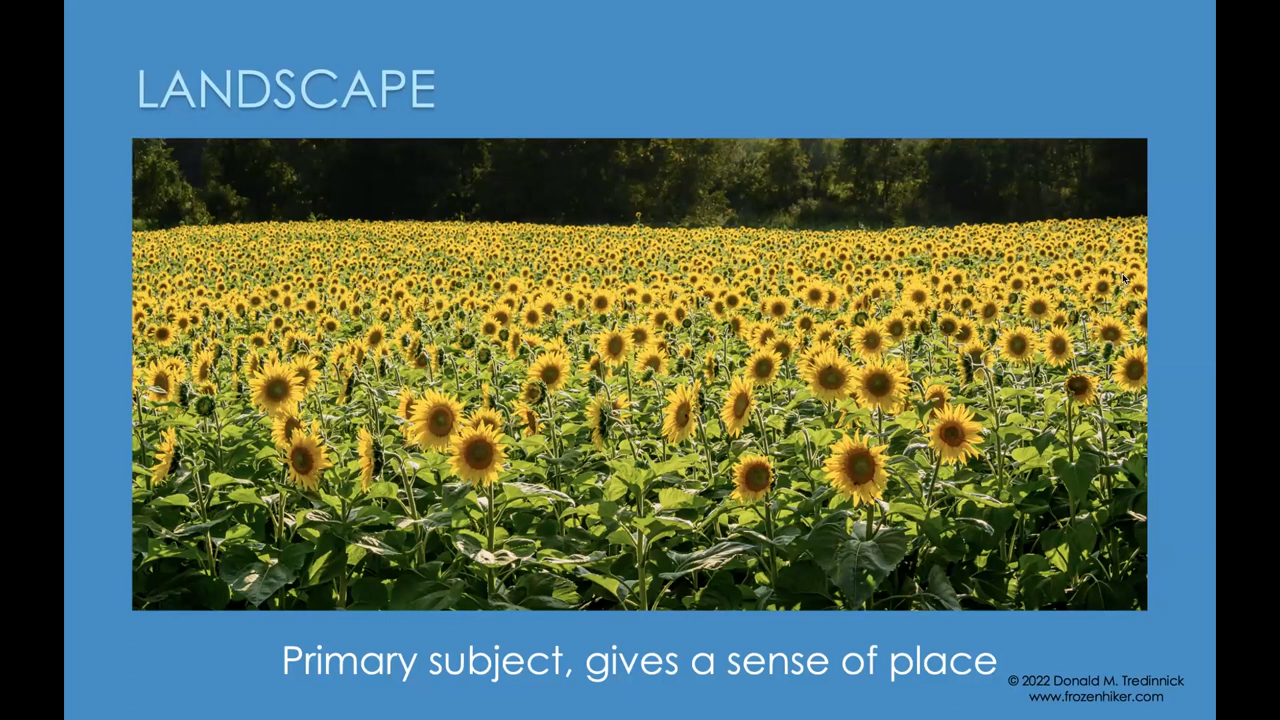 LANDSCAPE
Primary subject, gives a sense of place
© 2022 Donald M. Tredinnick
www.frozenhiker.com